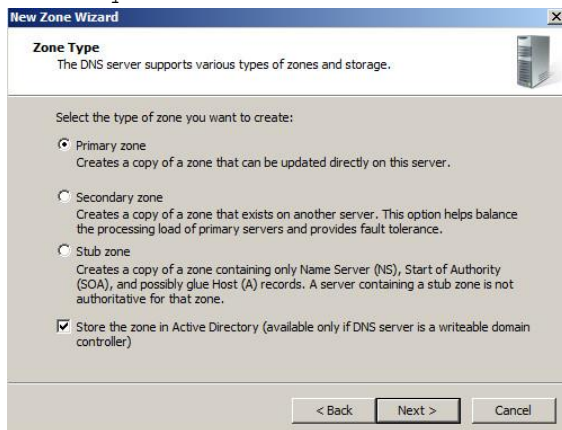 New Zone Wizard
Zone Type
The DNS server supports various types of zones and storage.
Select the type of zone you want to create:
Primary zone
Creates a copy of a zone that can be updated directly on this server.
Secondary zone
Creates a copy of a zone that exists on another server. This option helps balance
the processing load of primary servers and provides fault tolerance.
Stub zone
Creates a copy of a zone containing only Name Server (NS), Start of Authority
(SOA), and possibly glue Host (A) records. A server containing a stub zone is not
authoritative for that zone.
Store the zone in Active Directory (available only if DNS server is a writeable domain
controller)
< Back Next > Cancel